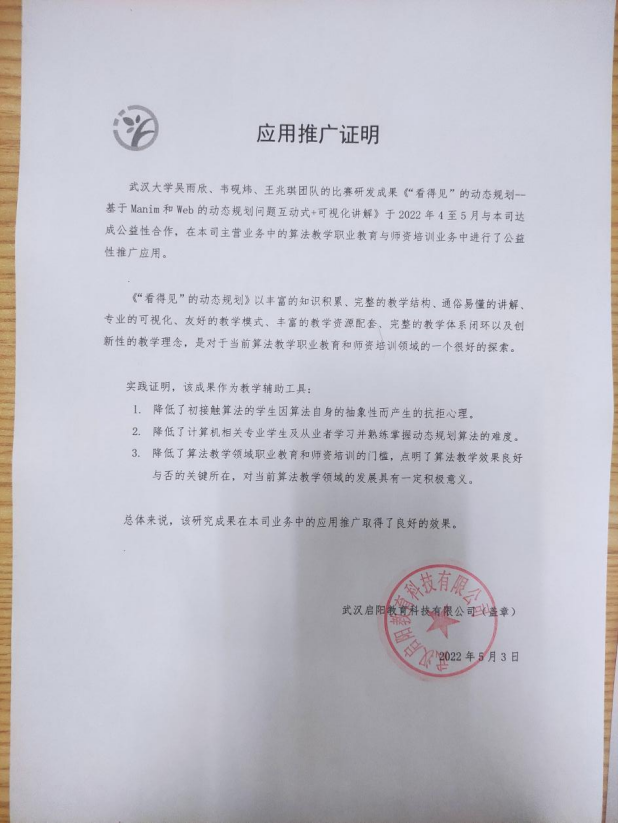 应用推广证明
武汉大学吴雨欣、韦砚炜、王兆琪团队的比赛研发成果《“看得见”的动态规划--
基于Manim和Web的动态规划问题互动式+可视化讲解》于2022年4至5月与本司达
成公益性合作，在本司主营业务中的算法教学职业教育与师资培训业务中进行了公益
性推广应用。
《“看得见”的动态规划》以丰富的知识积累、完整的教学结构、通俗易懂的讲解、
专业的可视化、友好的教学模式、丰富的教学资源配套、完整的教学体系闭环以及创
新性的教学理念，是对于当前算法教学职业教育和师资培训领域的一个很好的探索。
实践证明，该成果作为教学辅助工具：
1. 降低了初接触算法的学生因算法自身的抽象性而产生的抗拒心理。
2. 降低了计算机相关专业学生及从业者学习并熟练掌握动态规划算法的难度。
3. 降低了算法教学领域职业教育和师资培训的门槛，点明了算法教学效果良好
与否的关键所在，对当前算法教学领域的发展具有一定积极意义。
总体来说，该研究成果在本司业务中的应用推广取得了良好的效果。
武汉启阳教育科技有限公司（盖章）
2022年5月3日
武汉启阳教育科技有限公司